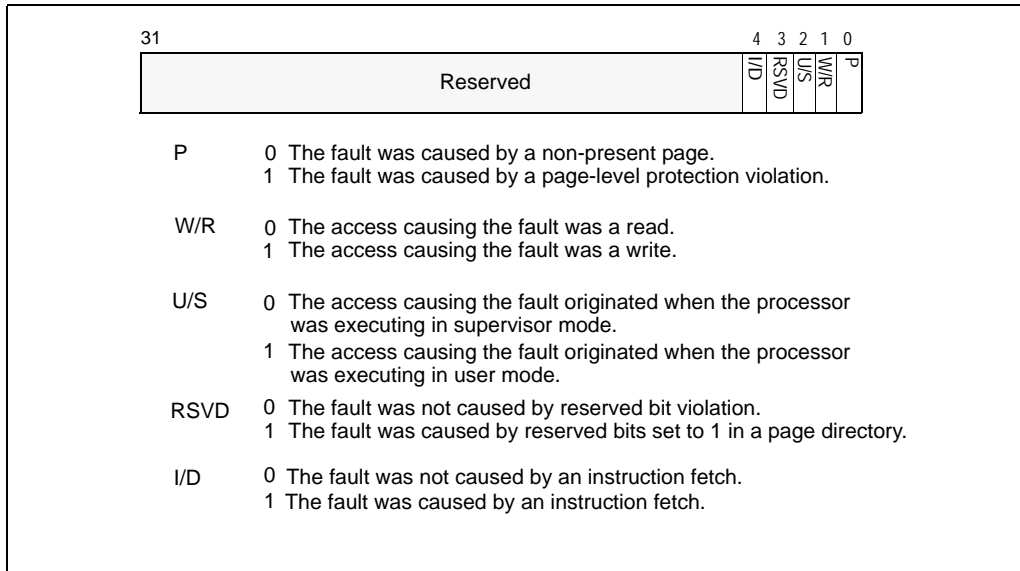 31 4 3 2 1 0
Reserved I/D RSVD U/S W/R P
P 0 The fault was caused by a non-present page.
1 The fault was caused by a page-level protection violation.
W/R 0 The access causing the fault was a read.
1 The access causing the fault was a write.
U/S 0 The access causing the fault originated when the processor
was executing in supervisor mode.
1 The access causing the fault originated when the processor
was executing in user mode.
RSVD 0 The fault was not caused by reserved bit violation.
1 The fault was caused by reserved bits set to 1 in a page directory.
I/D 0 The fault was not caused by an instruction fetch.
1 The fault was caused by an instruction fetch.